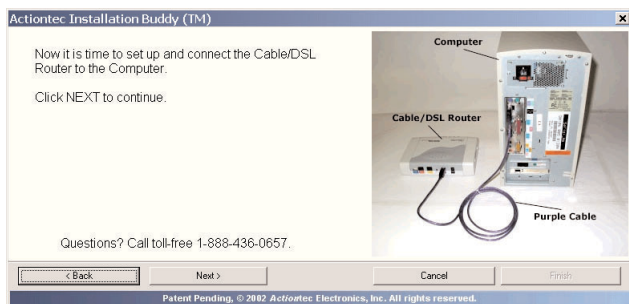 Actiontec Installation Buddy (TM)
Now it is time to set up and connect the Cable/DSL
Router to the Computer.
Click NEXT to continue.
Computer
Cable/DSL Router
Purple Cable
Questions? Call toll-free 1-888-436-0657.
< Back
Next >
Cancel
Finish
Patent Pending, © 2002 Actiontec Electronics, Inc. All rights reserved.